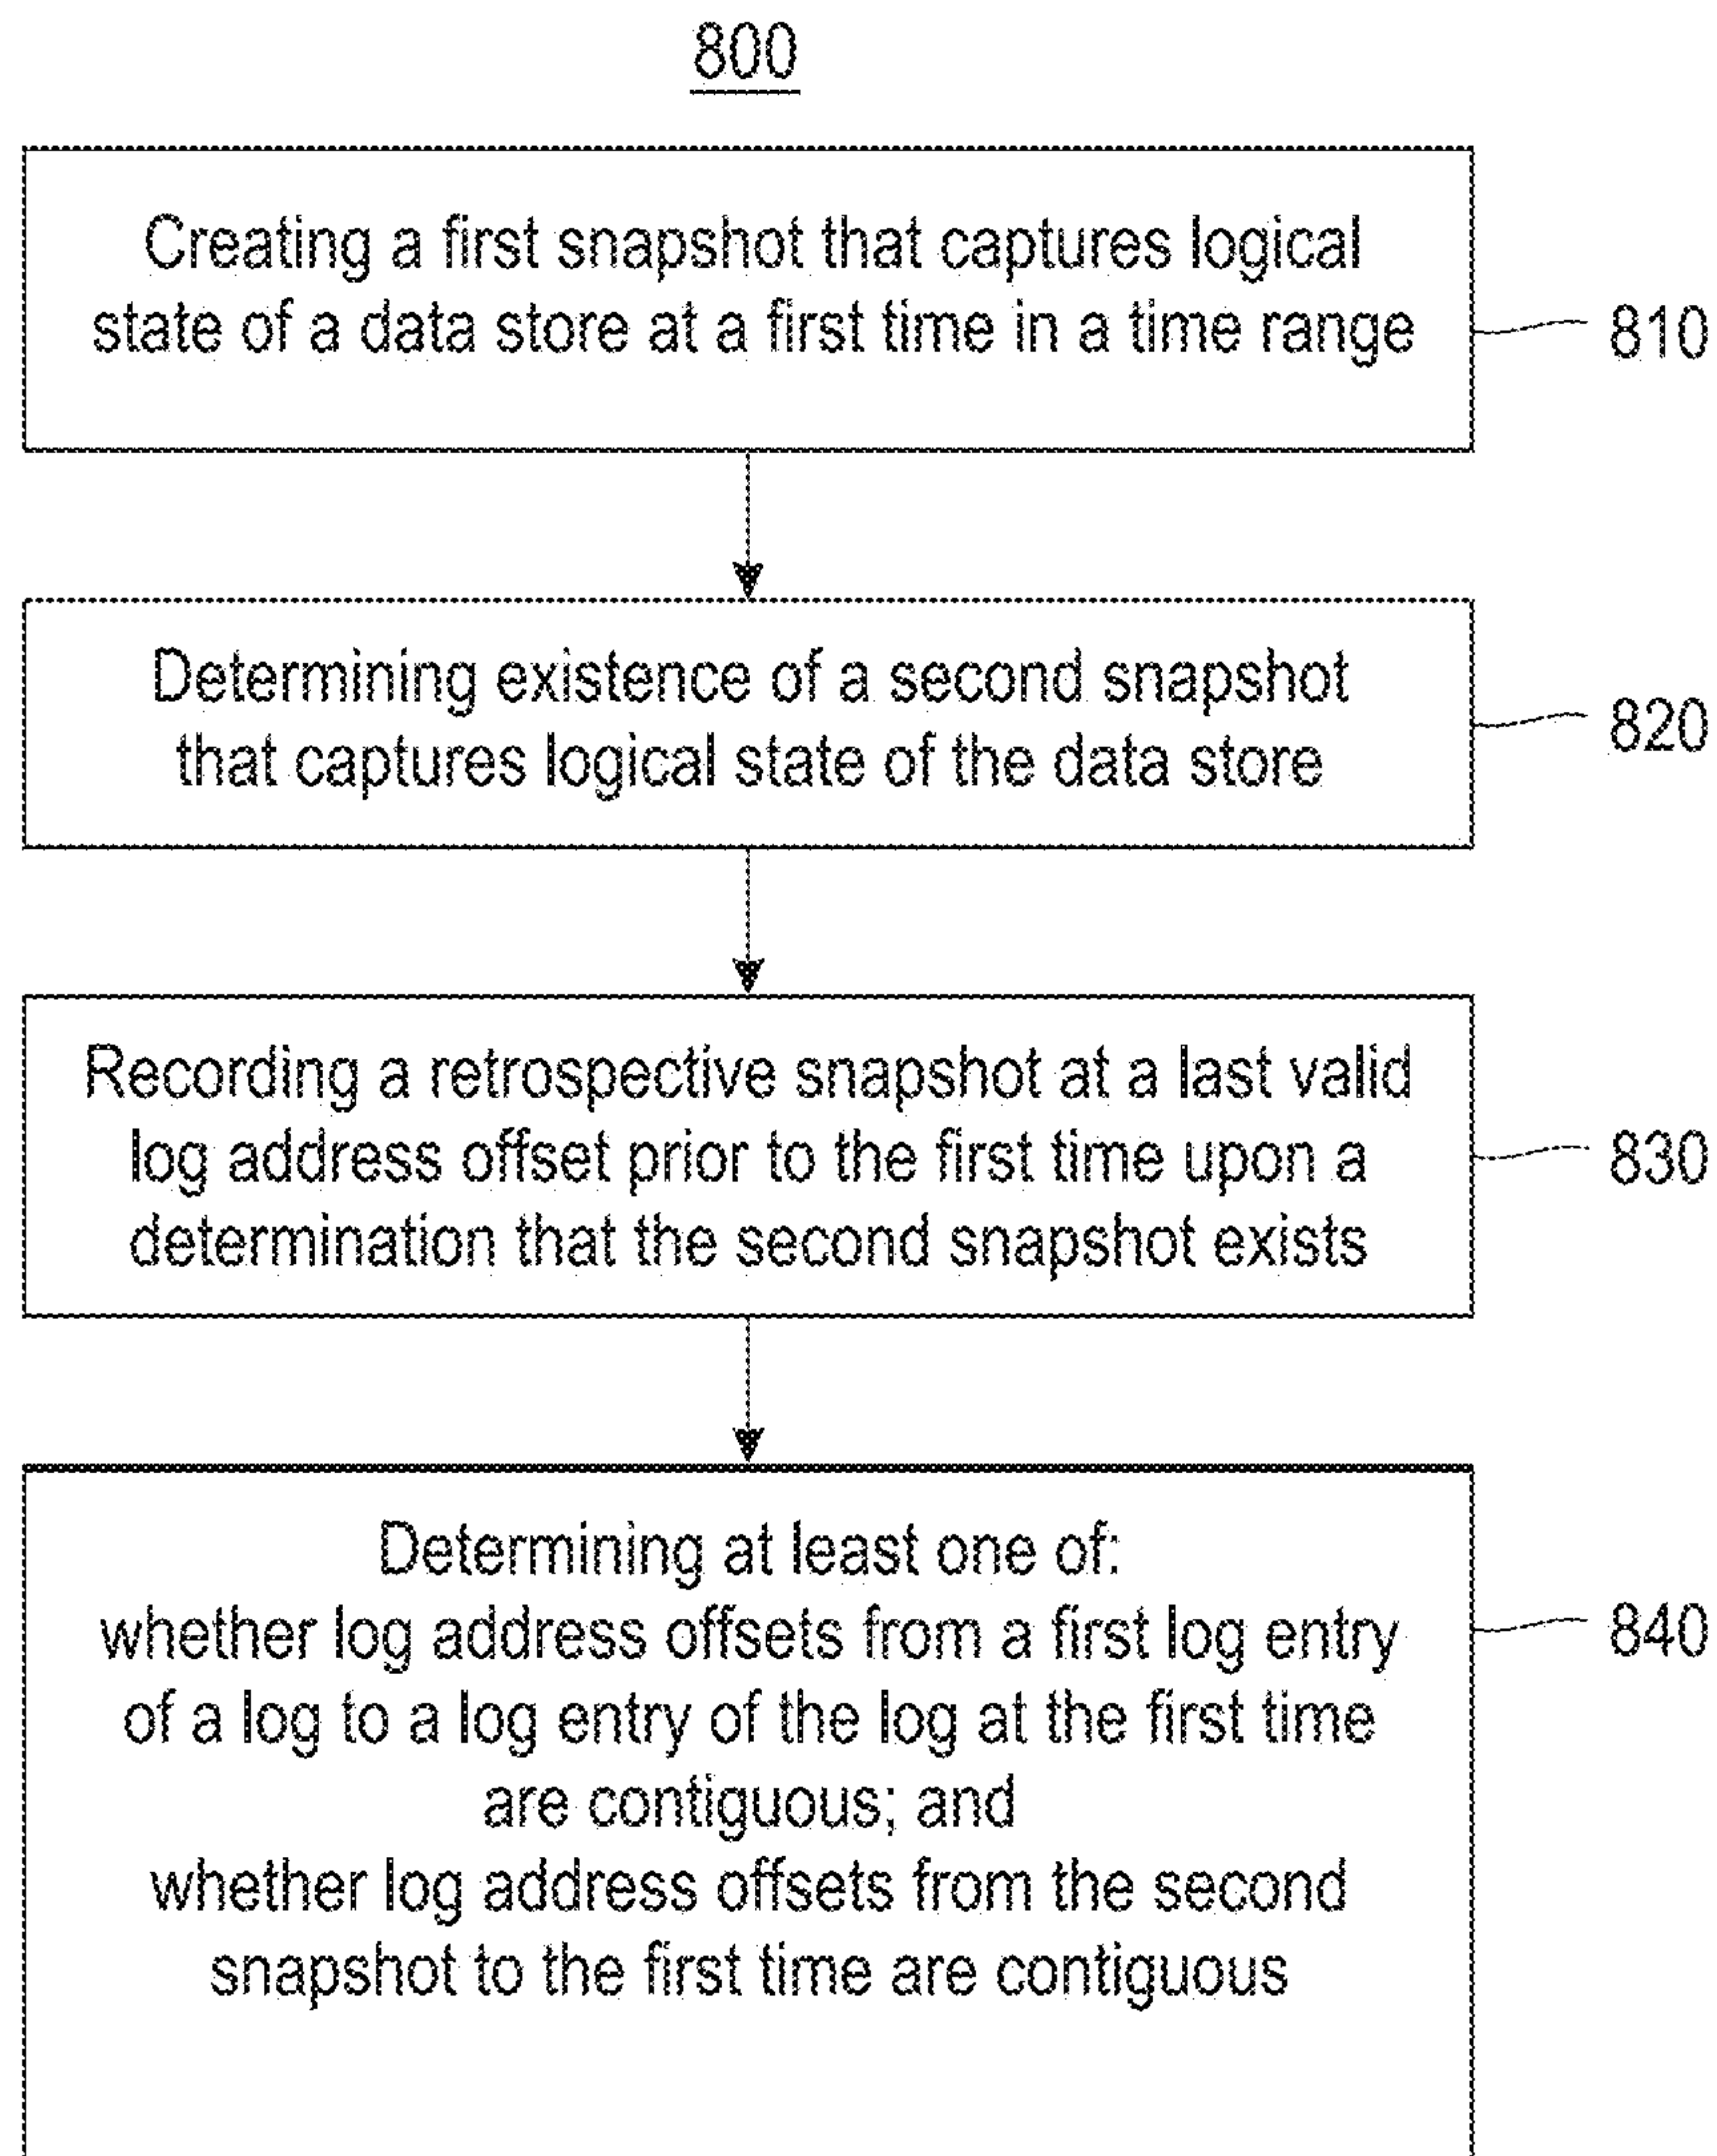 800
Creating a first snapshot that captures logical
state of a data store at a first time in a time range
810
Determining existence of a second snapshot
that captures logical state of the data store
820
Recording a retrospective snapshot at a last valid
log address offset prior to the first time upon a
determination that the second snapshot exists
830
Determining at least one of:
whether log address offsets from a first log entry
of a log to a log entry of the log at the first time
are contiguous; and
whether log address offsets from the second
snapshot to the first time are contiguous
840